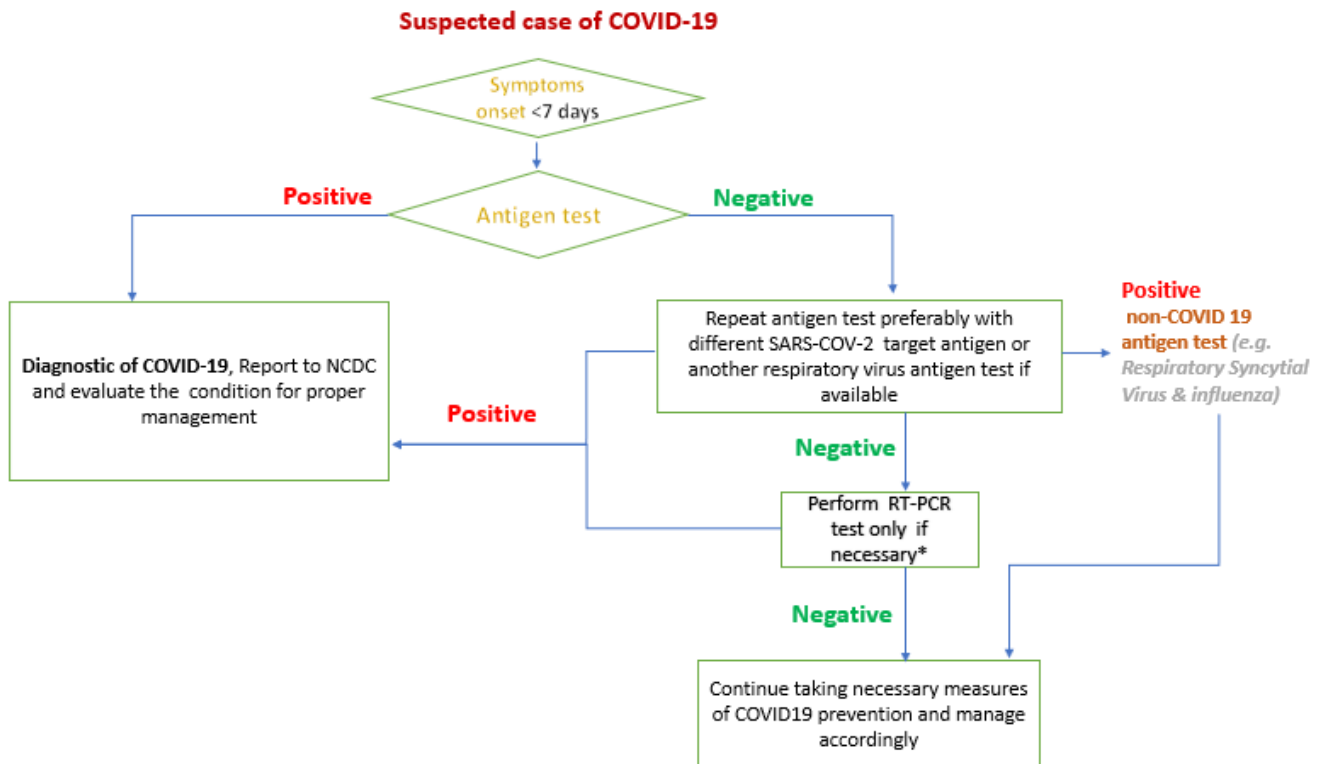 Suspected case of COVID-19
Symptoms
onset <7 days
Positive
Negative
Antigen test
Diagnostic of COVID-19, Report to NCDC
and evaluate the condition for proper
management
Repeat antigen test preferably with
different SARS-COV-2 target antigen or
another respiratory virus antigen test if
available
Positive
non-COVID 19
antigen test (e.g.
Respiratory Syncytial
Virus & influenza)
Positive
Negative
Perform RT-PCR
test only if
necessary*
Negative
Continue taking necessary measures
of COVID19 prevention and manage
accordingly